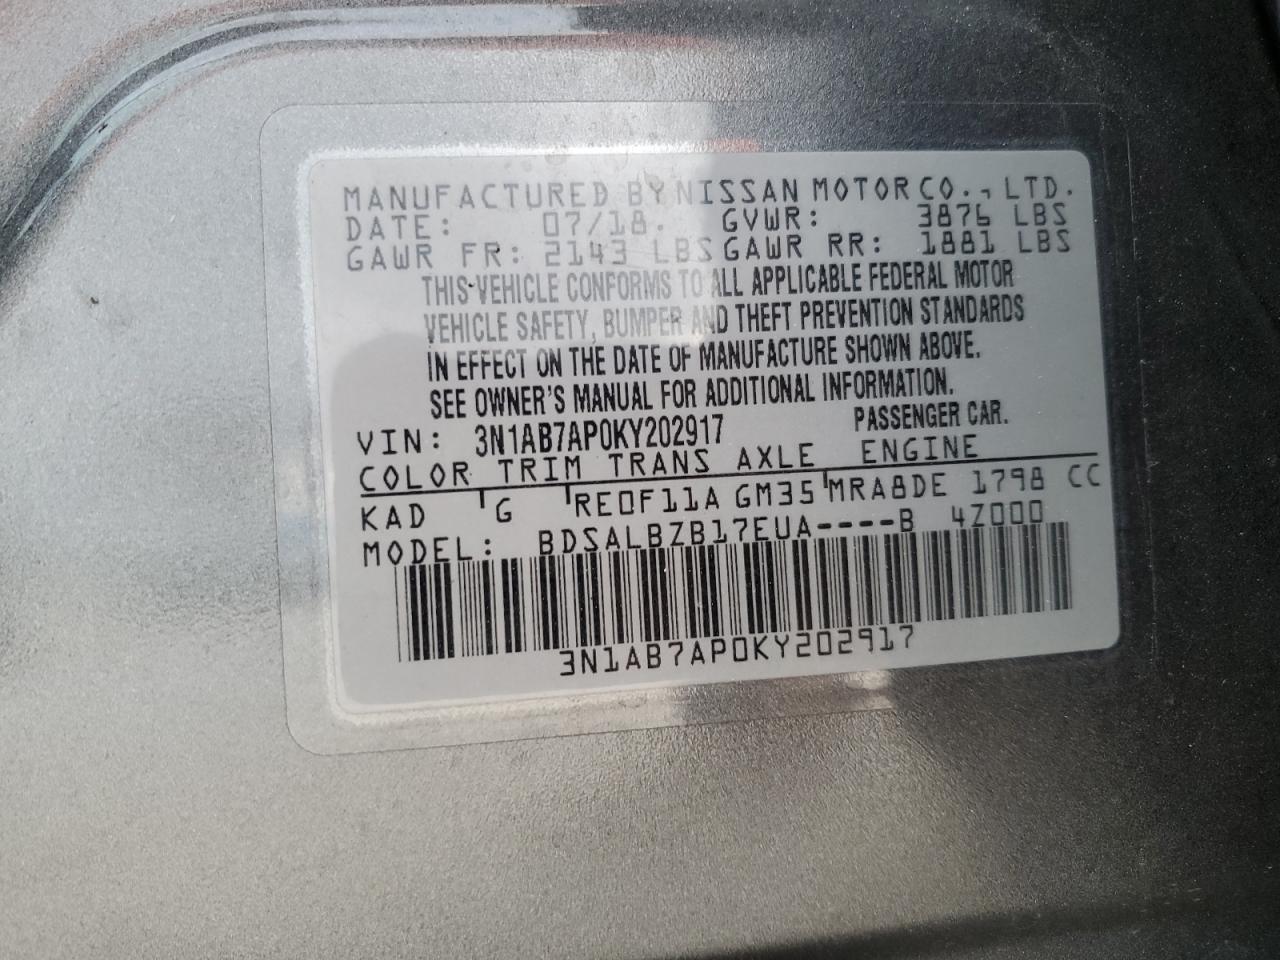 MANUFACTURED BY NISSAN MOTOR CO., LTD.
DATE: 07/18. GVWR: 3876 LBS
GAWR FR: 2143 LBS GAWR RR: 1881 LBS
THIS VEHICLE CONFORMS TO ALL APPLICABLE FEDERAL MOTOR
VEHICLE SAFETY, BUMPER AND THEFT PREVENTION STANDARDS
IN EFFECT ON THE DATE OF MANUFACTURE SHOWN ABOVE.
SEE OWNER'S MANUAL FOR ADDITIONAL INFORMATION.
VIN: 3N1AB7AP0KY202917 PASSENGER CAR.
COLOR TRIM TRANS AXLE ENGINE
KAD G RE0F11A GM35 MRA8DE 1798 CC
MODEL: BDSALBZB17EUA----B 4Z000
3N1AB7AP0KY202917